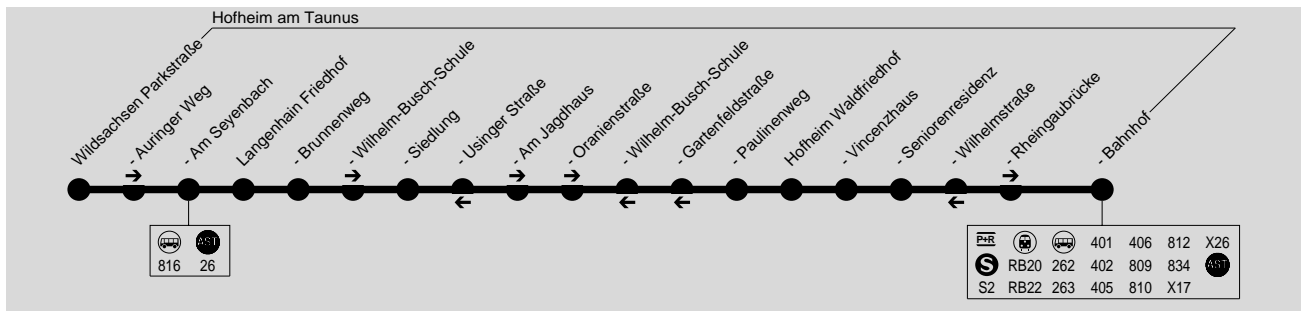 Hofheim am Taunus
Wildsachsen Parkstraße
- Auringer Weg
- Am Seyenbach
Langenhain Friedhof
- Brunnenweg
- Wilhelm-Busch-Schule
- Siedlung
- Usinger Straße
- Am Jagdhaus
- Oranienstraße
- Wilhelm-Busch-Schule
- Gartenfeldstraße
- Paulinenweg
Hofheim Waldfriedhof
- Vincenzhaus
- Seniorenresidenz
- Wilhelmstraße
- Rheingaubrücke
- Bahnhof
AST
816 26
P+R 401 406 812 X26
S RB20 262 402 809 834 AST
S2 RB22 263 405 810 X17